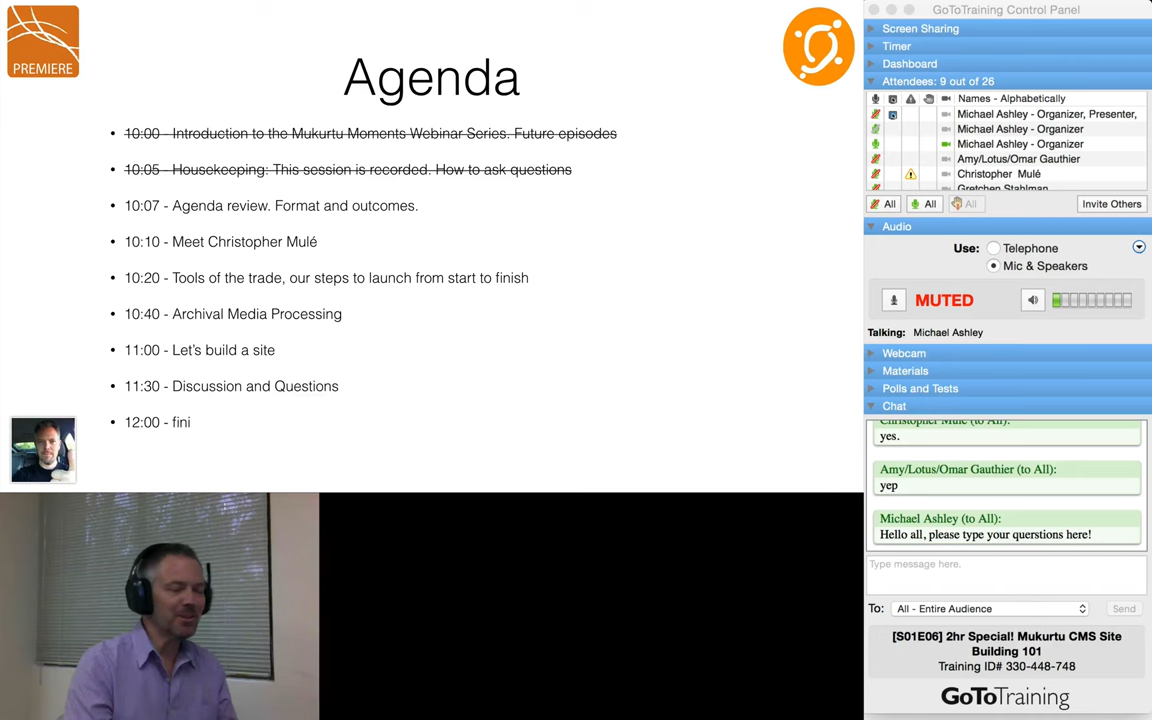 PREMIERE
Agenda
• 10:00 - Introduction to the Mukurtu Moments Webinar Series. Future episodes
• 10:05 - Housekeeping: This session is recorded. How to ask questions
• 10:07 - Agenda review. Format and outcomes.
• 10:10 - Meet Christopher Mulé
• 10:20 - Tools of the trade, our steps to launch from start to finish
• 10:40 - Archival Media Processing
• 11:00 - Let's build a site
• 11:30 - Discussion and Questions
• 12:00 - fini
GoToTraining Control Panel
Screen Sharing
Timer
Dashboard
Attendees: 9 out of 26
Names - Alphabetically
Michael Ashley - Organizer, Presenter,
Michael Ashley - Organizer
Michael Ashley - Organizer
Amy/Lotus/Omar Gauthier
Christopher Mulé
Gretchen Stahlman
All All All Invite Others
Audio
Use: Telephone
Mic & Speakers
MUTED
Talking: Michael Ashley
Webcam
Materials
Polls and Tests
Chat
Christopher Mulé (to All):
yes.
Amy/Lotus/Omar Gauthier (to All):
yep
Michael Ashley (to All):
Hello all, please type your querstions here!
Type message here.
To: All - Entire Audience Send
[S01E06] 2hr Special! Mukurtu CMS Site
Building 101
Training ID# 330-448-748
GoToTraining